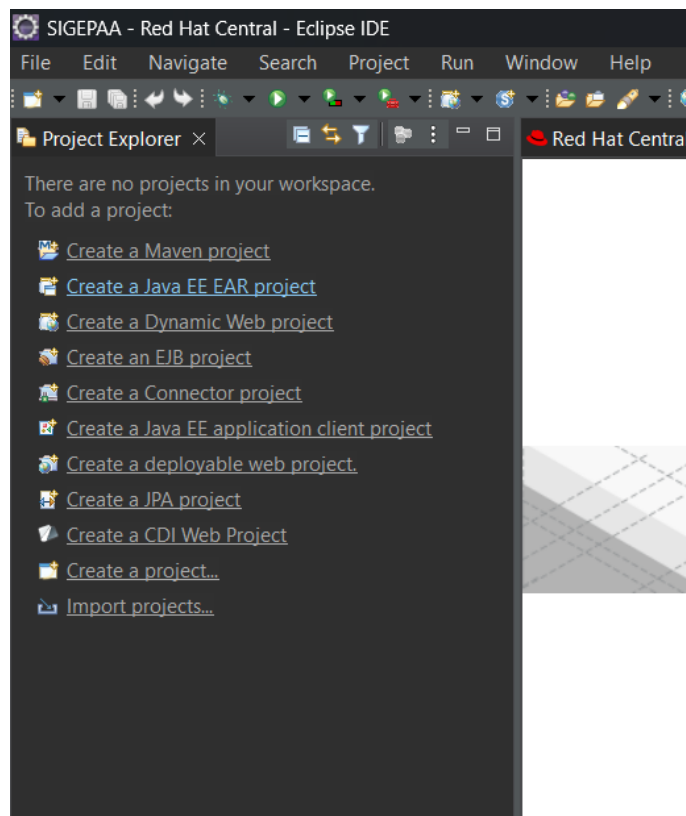 SIGEPAA - Red Hat Central - Eclipse IDE
File Edit Navigate Search Project Run Window Help
Project Explorer
Red Hat Centra
There are no projects in your workspace.
To add a project:
Create a Maven project
Create a Java EE EAR project
Create a Dynamic Web project
Create an EJB project
Create a Connector project
Create a Java EE application client project
Create a deployable web project.
Create a JPA project
Create a CDI Web Project
Create a project...
Import projects...